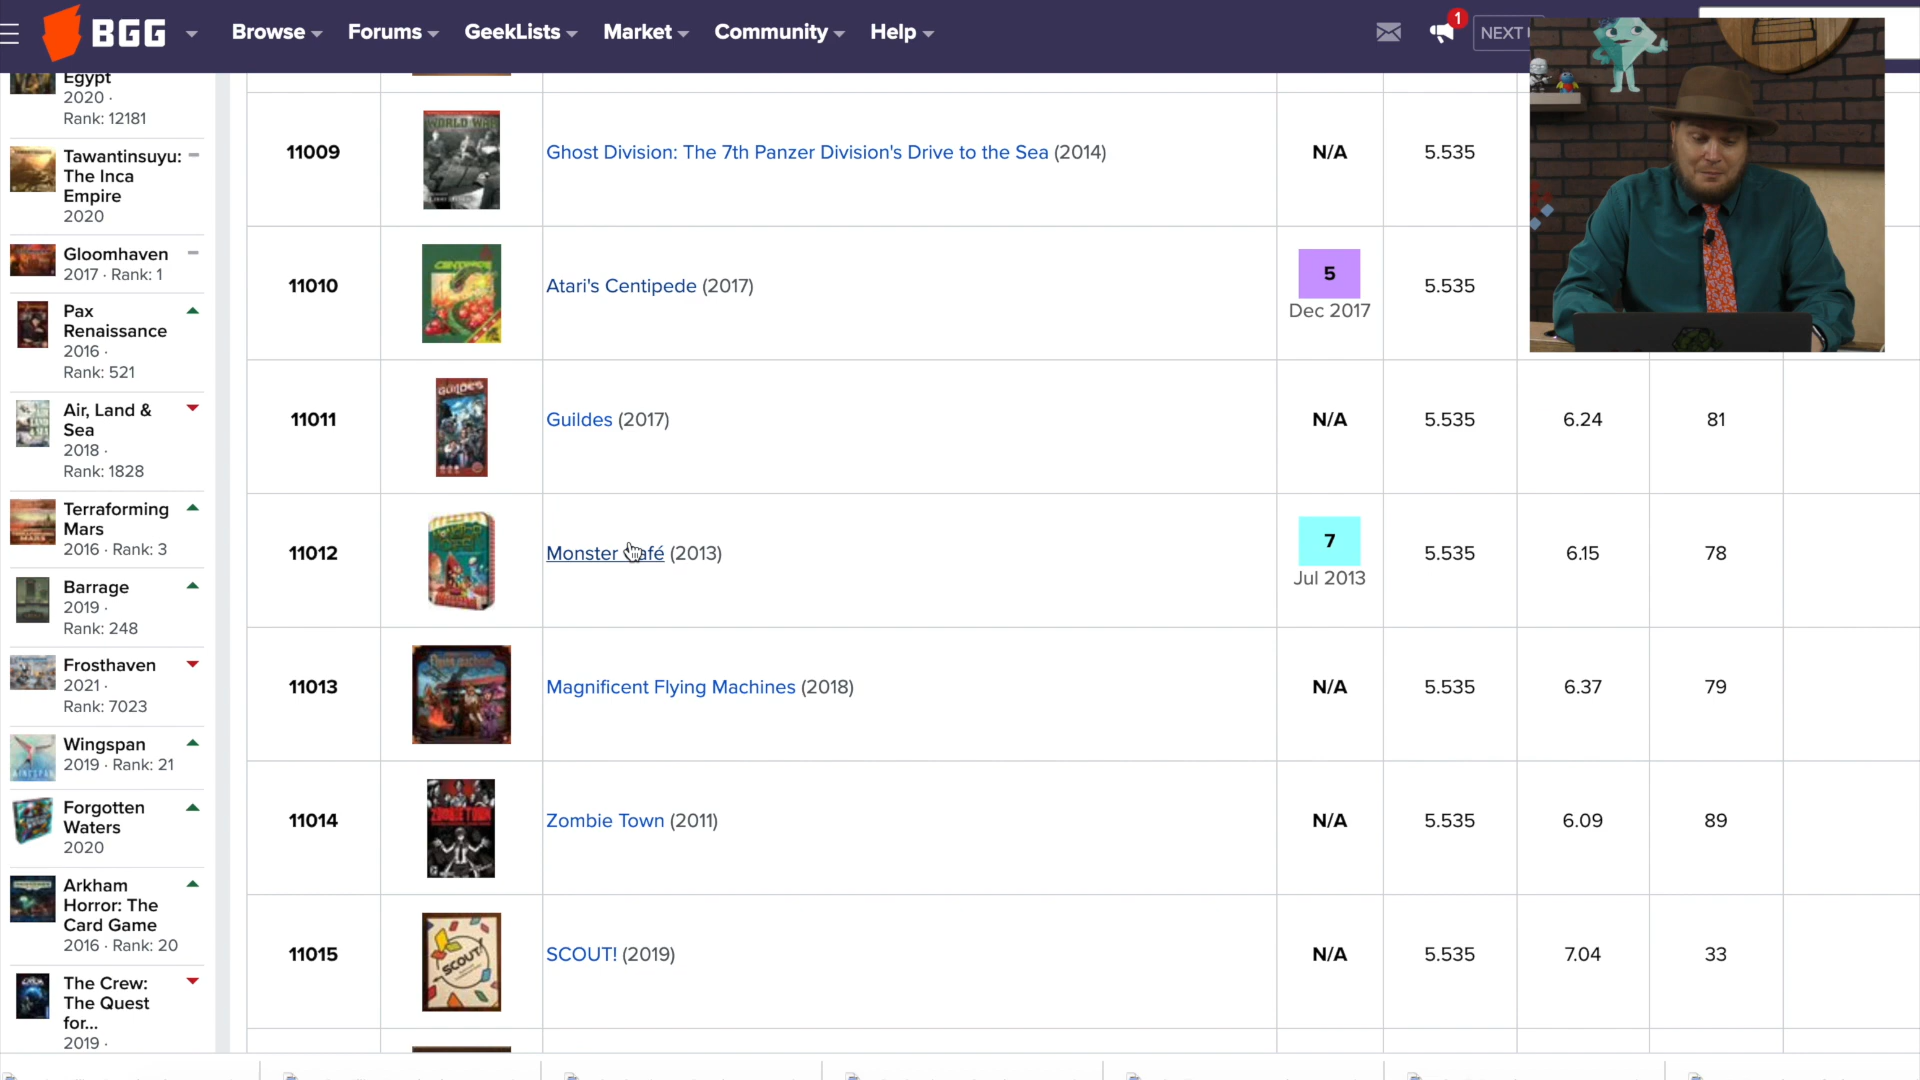 BGG
Browse
Forums
GeekLists
Market
Community
Help
1
NEXT
Egypt
2020 ·
Rank: 12181
Tawantinsuyu:
The Inca
Empire
2020
Gloomhaven
2017 · Rank: 1
Pax
Renaissance
2016 ·
Rank: 521
Air, Land &
Sea
2018 ·
Rank: 1828
Terraforming
Mars
2016 · Rank: 3
Barrage
2019 ·
Rank: 248
Frosthaven
2021 ·
Rank: 7023
Wingspan
2019 · Rank: 21
Forgotten
Waters
2020
Arkham
Horror: The
Card Game
2016 · Rank: 20
The Crew:
The Quest
for...
2019 ·
11009
WORLD WAR
Ghost Division: The 7th Panzer Division's Drive to the Sea (2014)
N/A
5.535
11010
CENTIPEDE
Atari's Centipede (2017)
5
Dec 2017
5.535
11011
GUILDES
Guildes (2017)
N/A
5.535
6.24
81
11012
Monster Café (2013)
7
Jul 2013
5.535
6.15
78
11013
Magnificent Flying Machines (2018)
N/A
5.535
6.37
79
11014
ZOMBIE TOWN
Zombie Town (2011)
N/A
5.535
6.09
89
11015
SCOUT!
SCOUT! (2019)
N/A
5.535
7.04
33